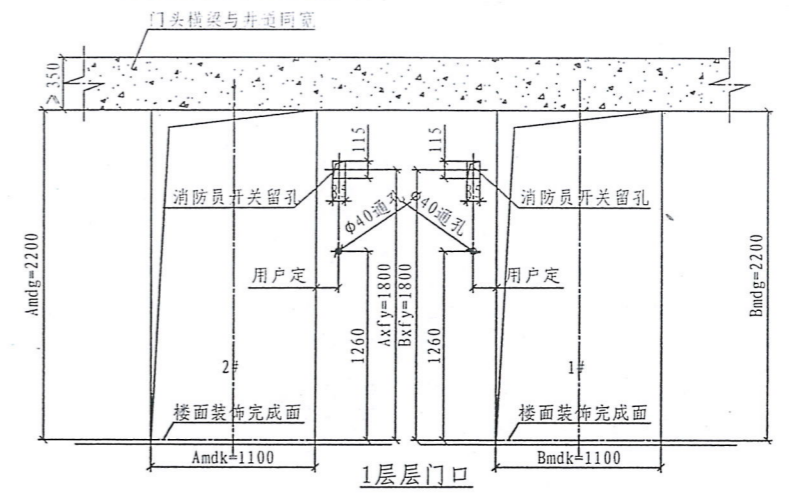 门头横梁与井道同宽
≥350
115
115
消防员开关留孔
消防员开关留孔
Φ40通孔
Φ40通孔
用户定
用户定
Amdg=2200
1260
Axfy=1800
Bxfy=1800
1260
Bmdg=2200
2#
1#
楼面装饰完成面
楼面装饰完成面
Amdk=1100
Bmdk=1100
1层层门口